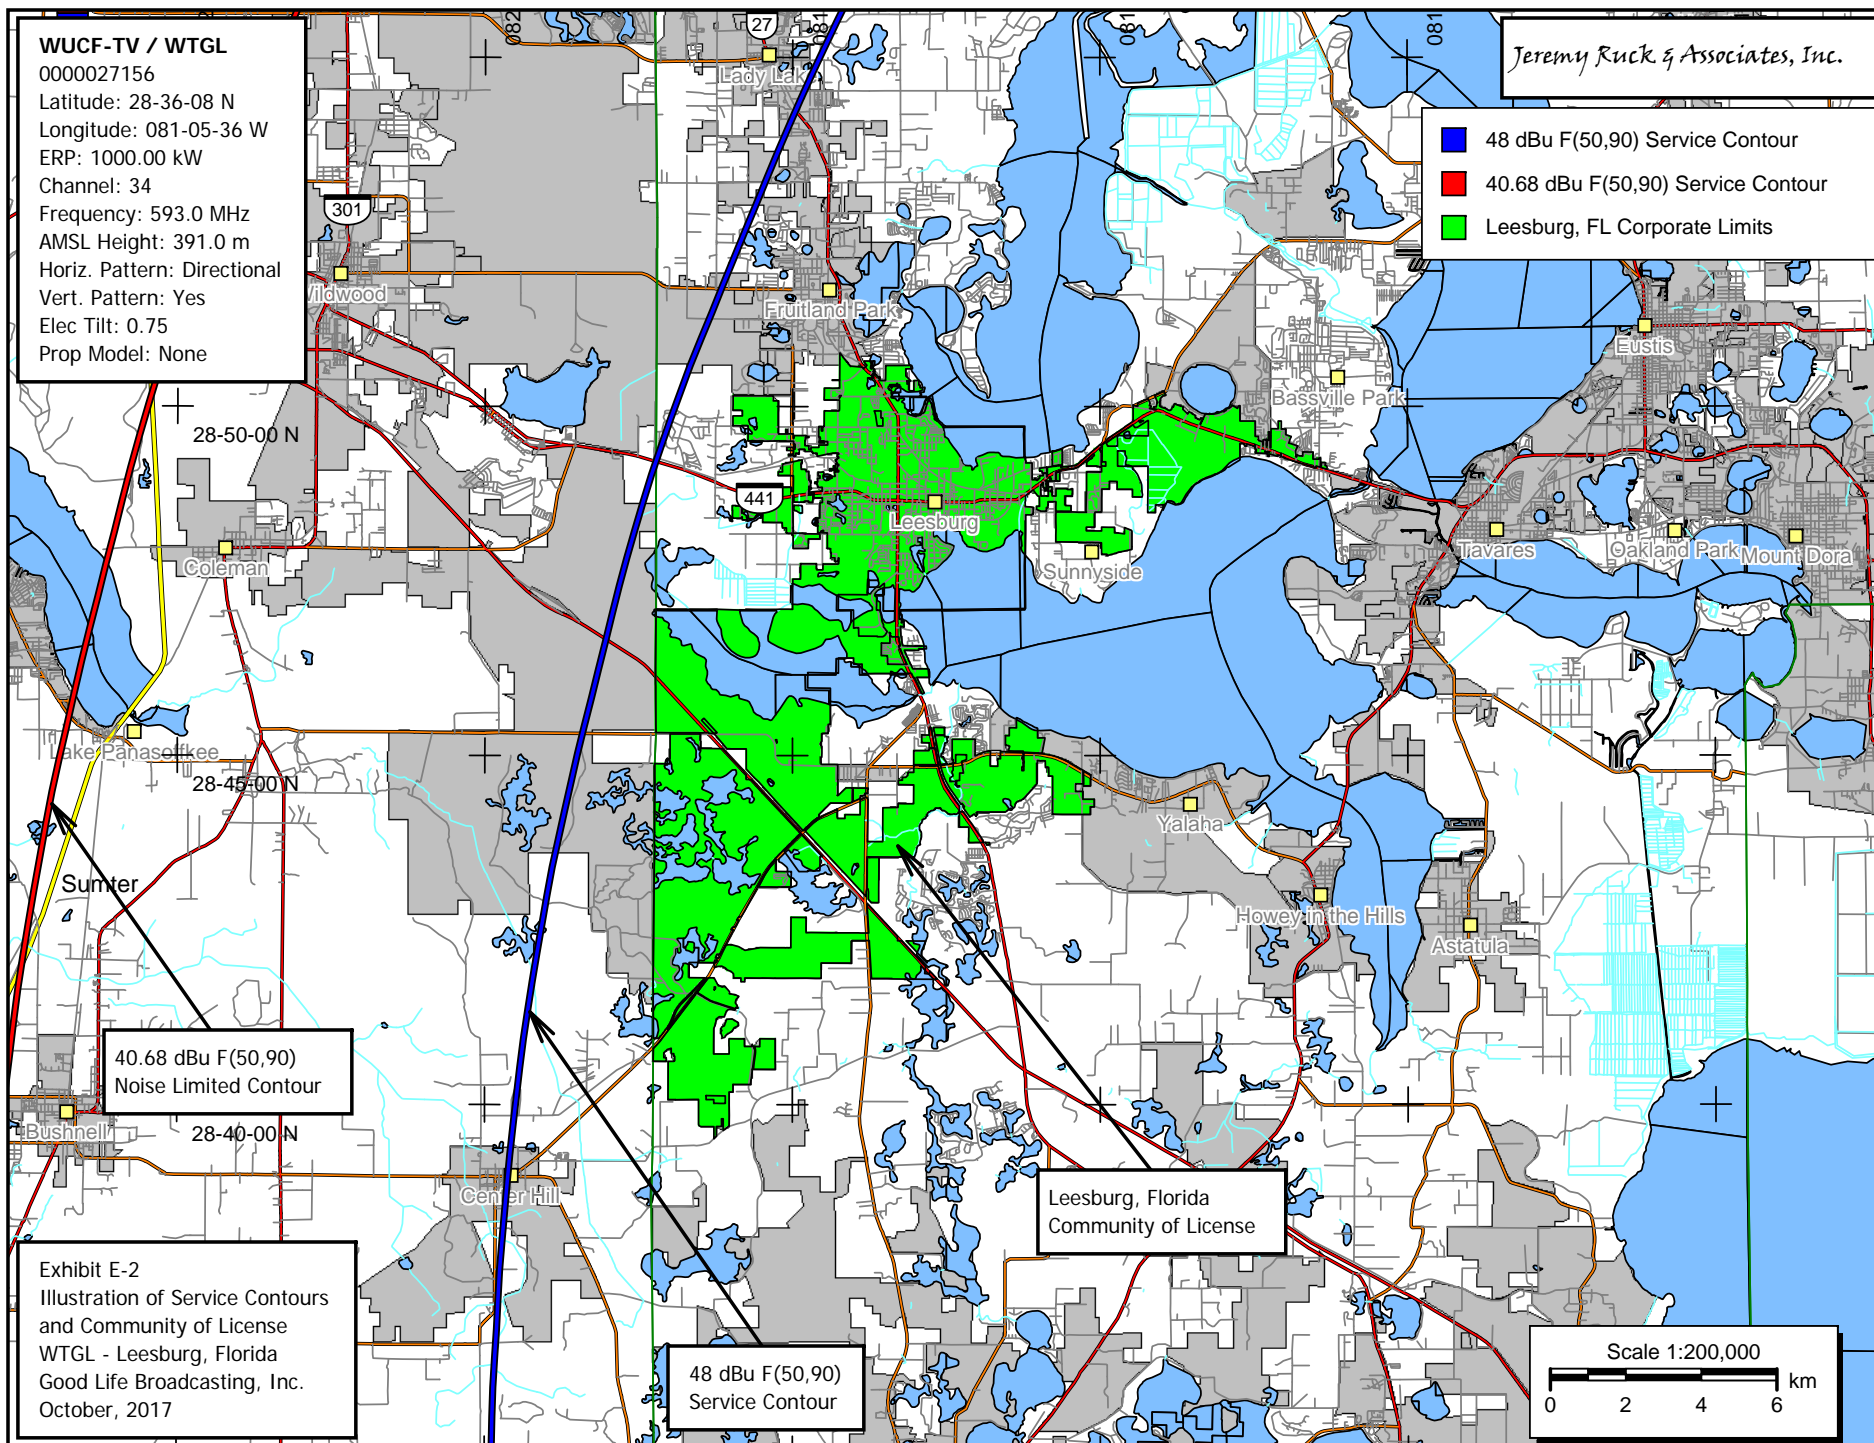 WUCF-TV / WTGL
0000027156
Latitude: 28-36-08 N
Longitude: 081-05-36 W
ERP: 1000.00 kW
Channel: 34
Frequency: 593.0 MHz
AMSL Height: 391.0 m
Horiz. Pattern: Directional
Vert. Pattern: Yes
Elec Tilt: 0.75
Prop Model: None
Jeremy Ruck & Associates, Inc.
48 dBu F(50,90) Service Contour
40.68 dBu F(50,90) Service Contour
Leesburg, FL Corporate Limits
27
Lady Lake
301
Wildwood
Fruitland Park
Eustis
Bassville Park
28-50-00 N
441
Leesburg
Coleman
Sunnyside
Tavares
Oakland Park
Mount Dora
Lake Panasoffkee
28-45-00 N
Yalaha
Sumter
Howey in the Hills
Astatula
40.68 dBu F(50,90)
Noise Limited Contour
Bushnell
28-40-00 N
Center Hill
Leesburg, Florida
Community of License
Exhibit E-2
Illustration of Service Contours
and Community of License
WTGL - Leesburg, Florida
Good Life Broadcasting, Inc.
October, 2017
48 dBu F(50,90)
Service Contour
Scale 1:200,000
km
0 2 4 6